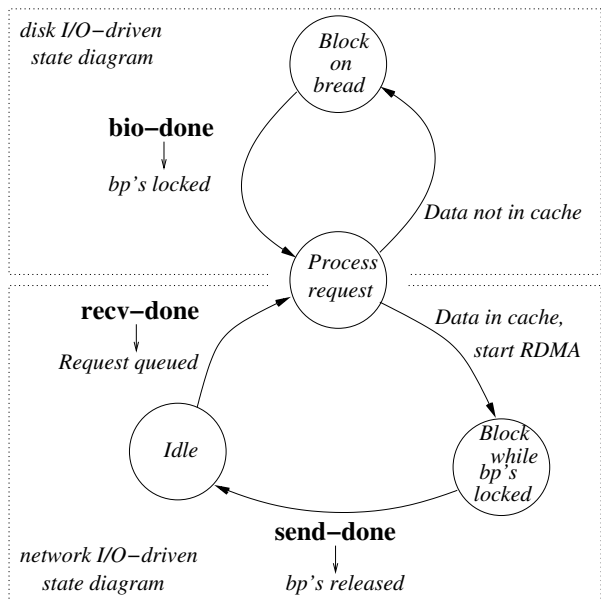 disk I/O−driven
state diagram
Block
on
bread
bio−done
bp's locked
Data not in cache
Process
request
recv−done
Request queued
Data in cache,
start RDMA
Idle
Block
while
bp's
locked
send−done
bp's released
network I/O−driven
state diagram